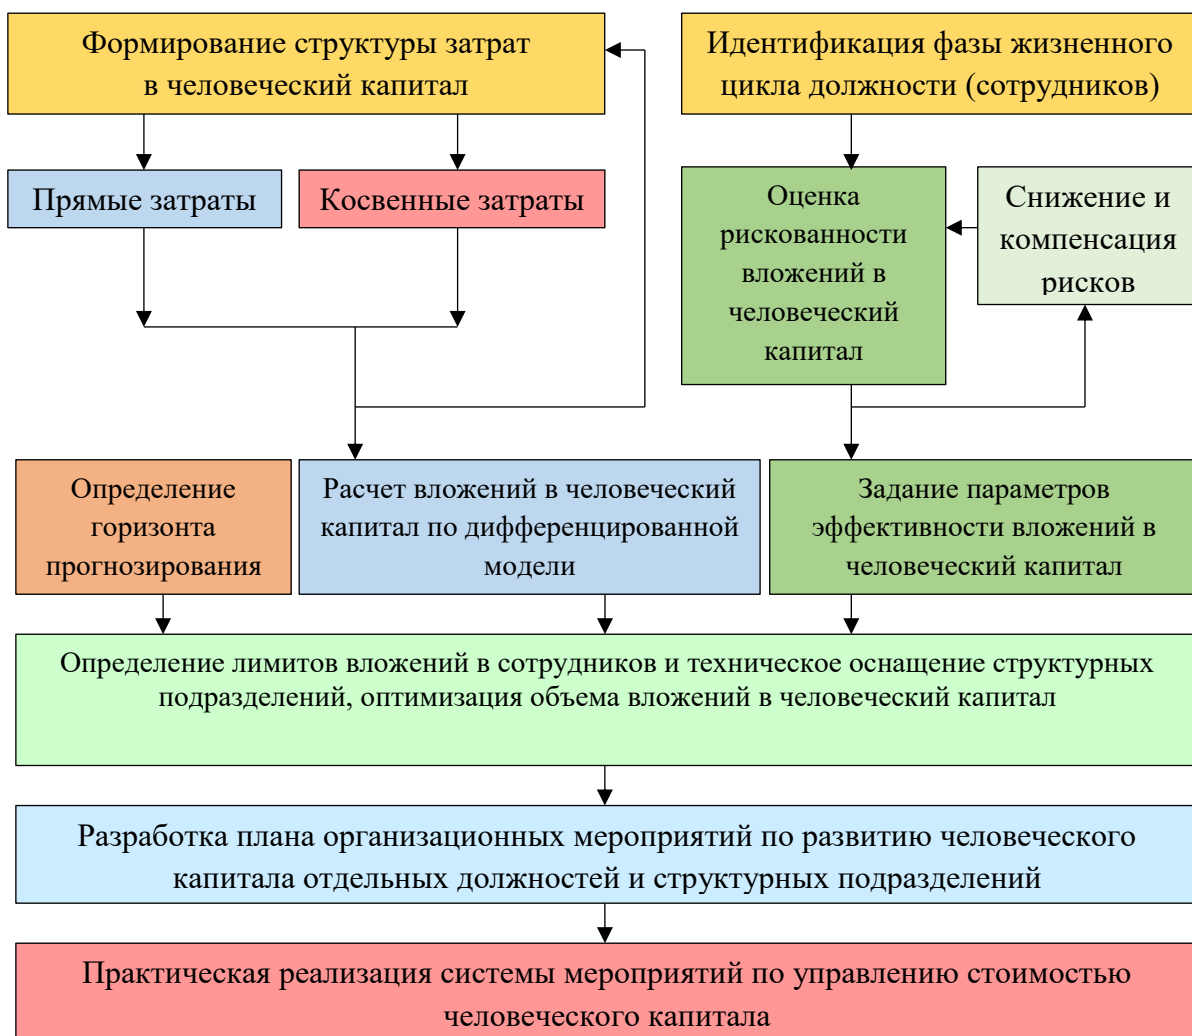 Формирование структуры затрат
в человеческий капитал
Идентификация фазы жизненного
цикла должности (сотрудников)
Прямые затраты
Косвенные затраты
Оценка
рискованности
вложений в
человеческий
капитал
Снижение и
компенсация
рисков
Определение
горизонта
прогнозирования
Расчет вложений в человеческий
капитал по дифференцированной
модели
Задание параметров
эффективности вложений в
человеческий капитал
Определение лимитов вложений в сотрудников и техническое оснащение структурных
подразделений, оптимизация объема вложений в человеческий капитал
Разработка плана организационных мероприятий по развитию человеческого
капитала отдельных должностей и структурных подразделений
Практическая реализация системы мероприятий по управлению стоимостью
человеческого капитала